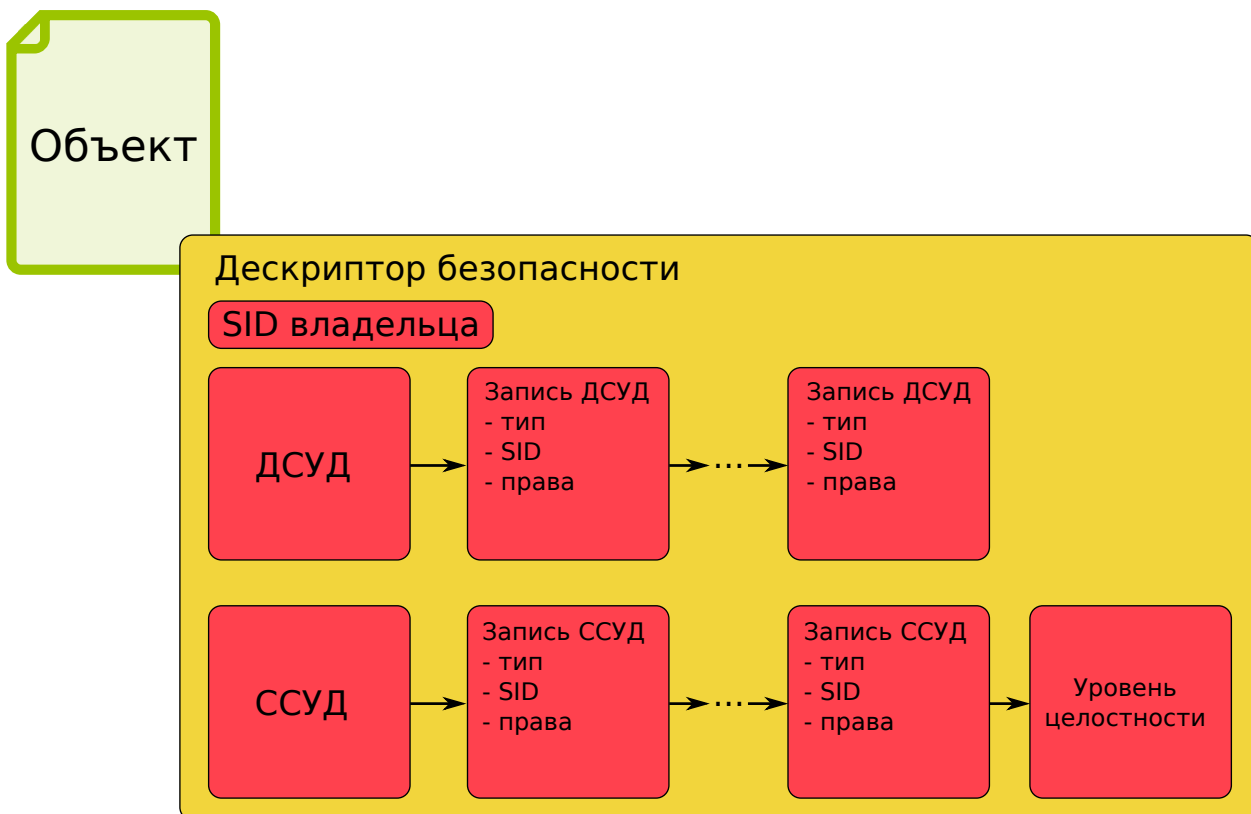 Объект
Дескриптор безопасности
SID владельца
ДСУД
Запись ДСУД
- тип
- SID
- права
...
Запись ДСУД
- тип
- SID
- права
ССУД
Запись ССУД
- тип
- SID
- права
...
Запись ССУД
- тип
- SID
- права
Уровень
целостности